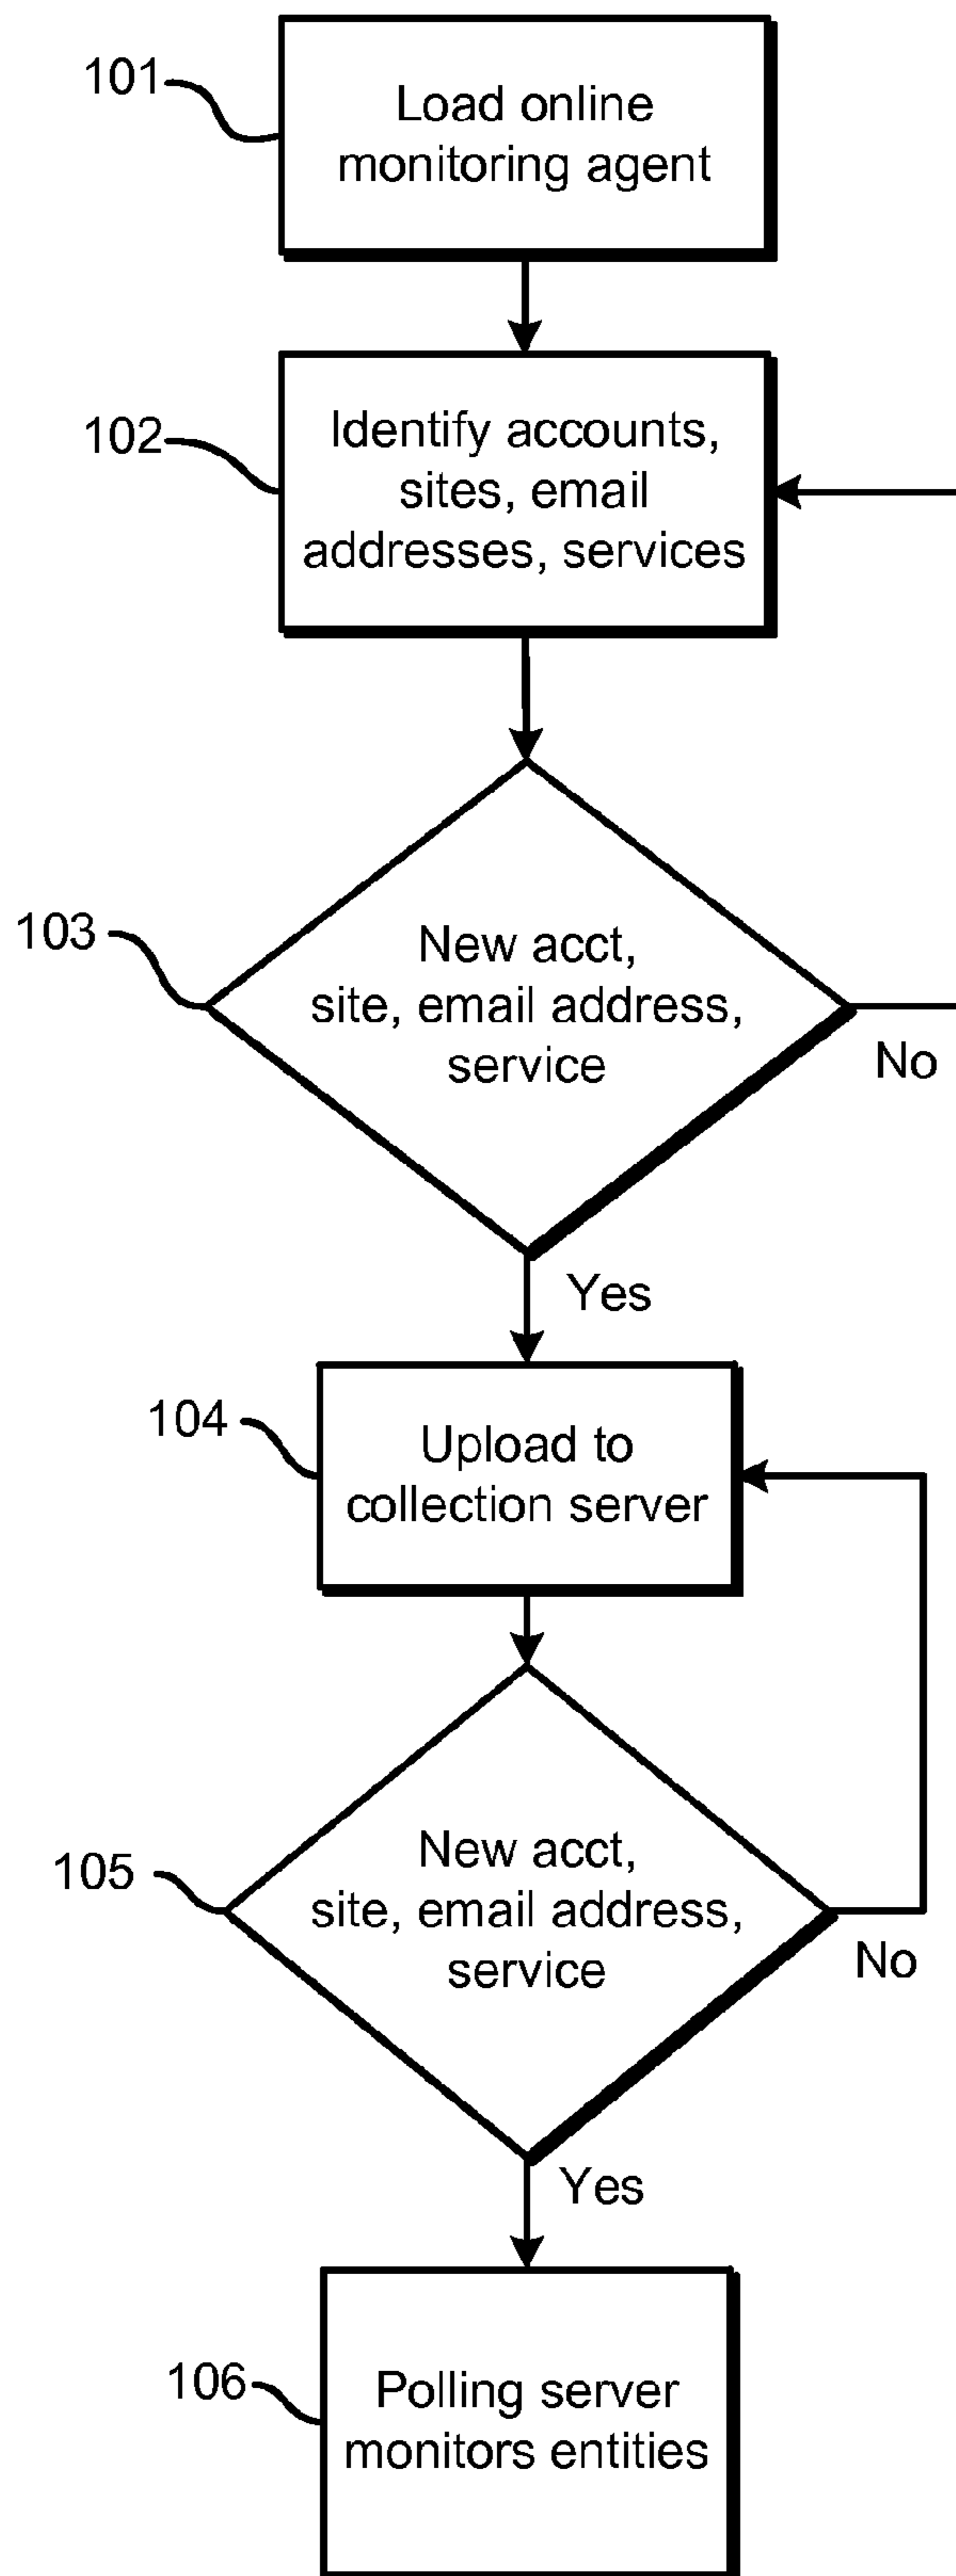 101
Load online
monitoring agent
102
Identify accounts,
sites, email
addresses, services
103
New acct,
site, email address,
service
No
Yes
104
Upload to
collection server
105
New acct,
site, email address,
service
No
Yes
106
Polling server
monitors entities